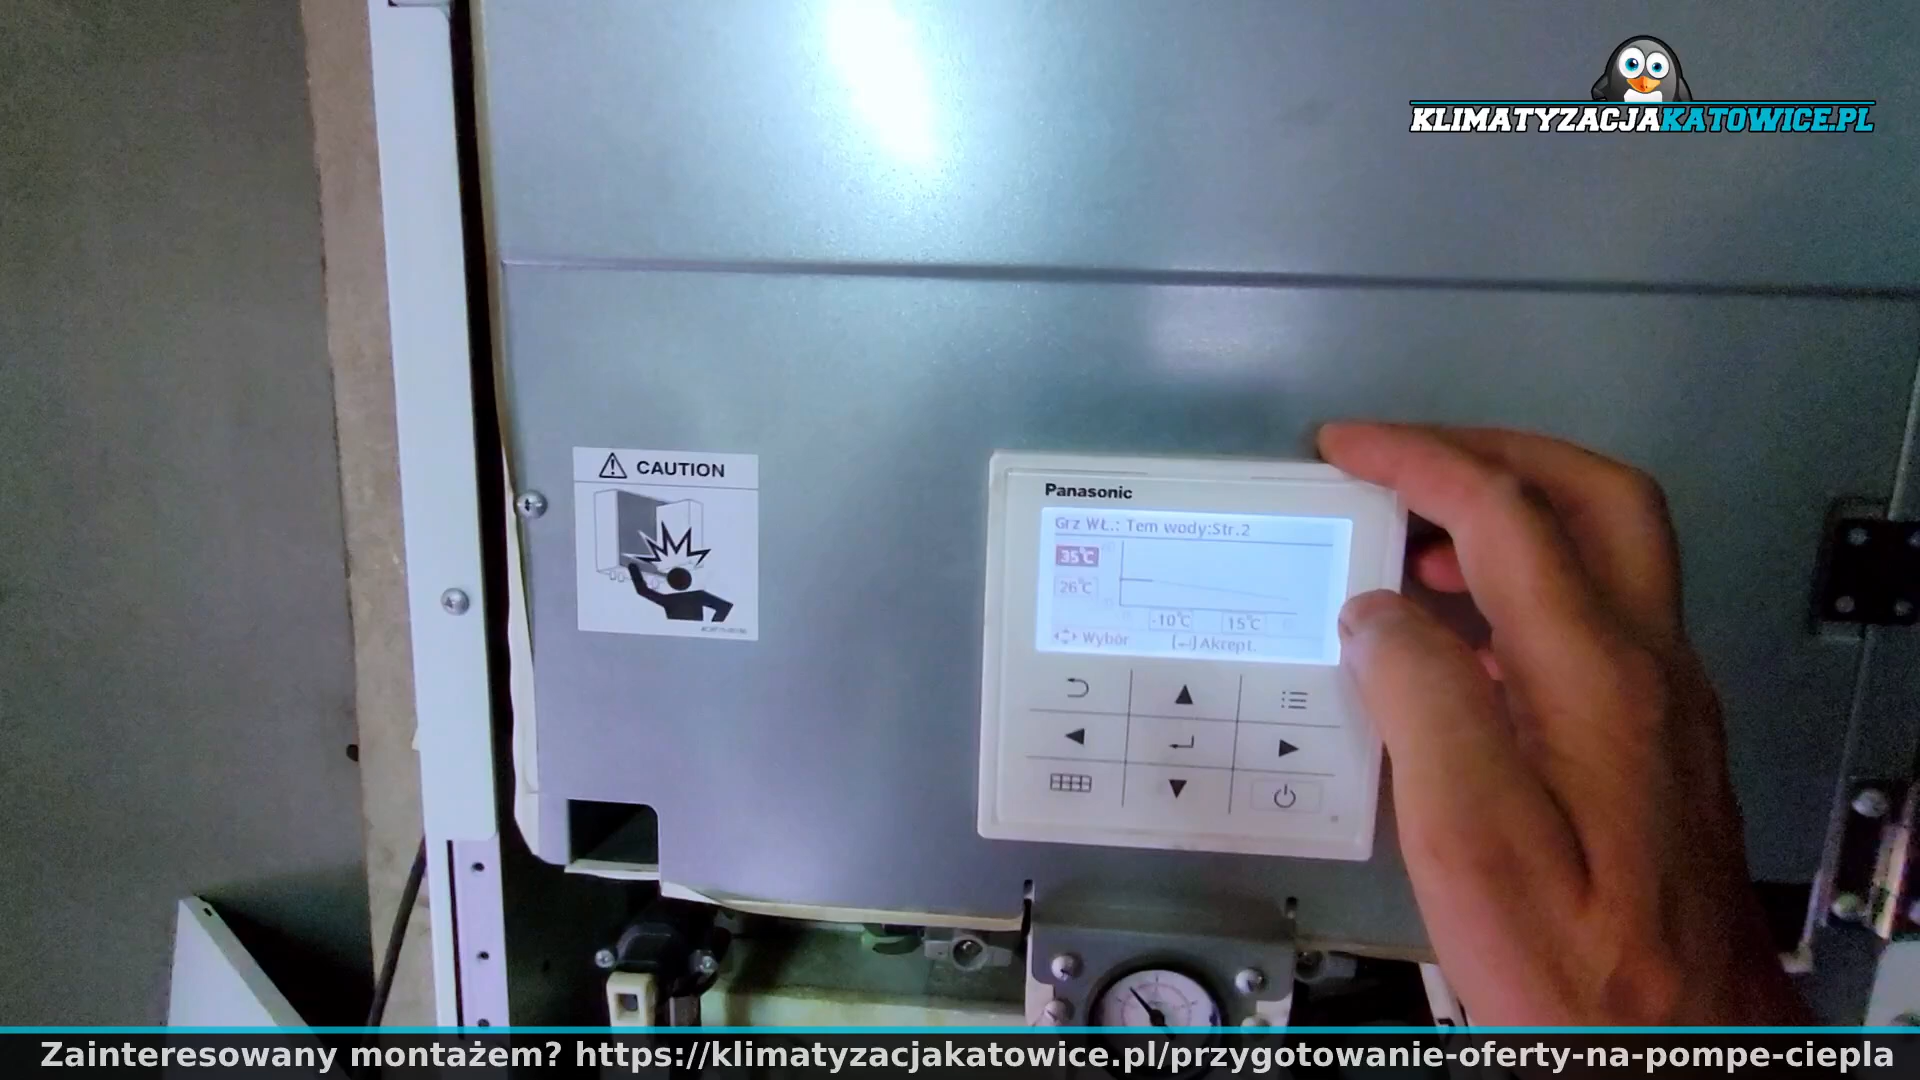 KLIMATYZACJAKATOWICE.PL
CAUTION
Panasonic
Grz WŁ.: Tem wody:Str.2
35°C
26°C
-10°C 15°C
Wybór [↵] Akcept.
Zainteresowany montażem? https://klimatyzacjakatowice.pl/przygotowanie-oferty-na-pompe-ciepla